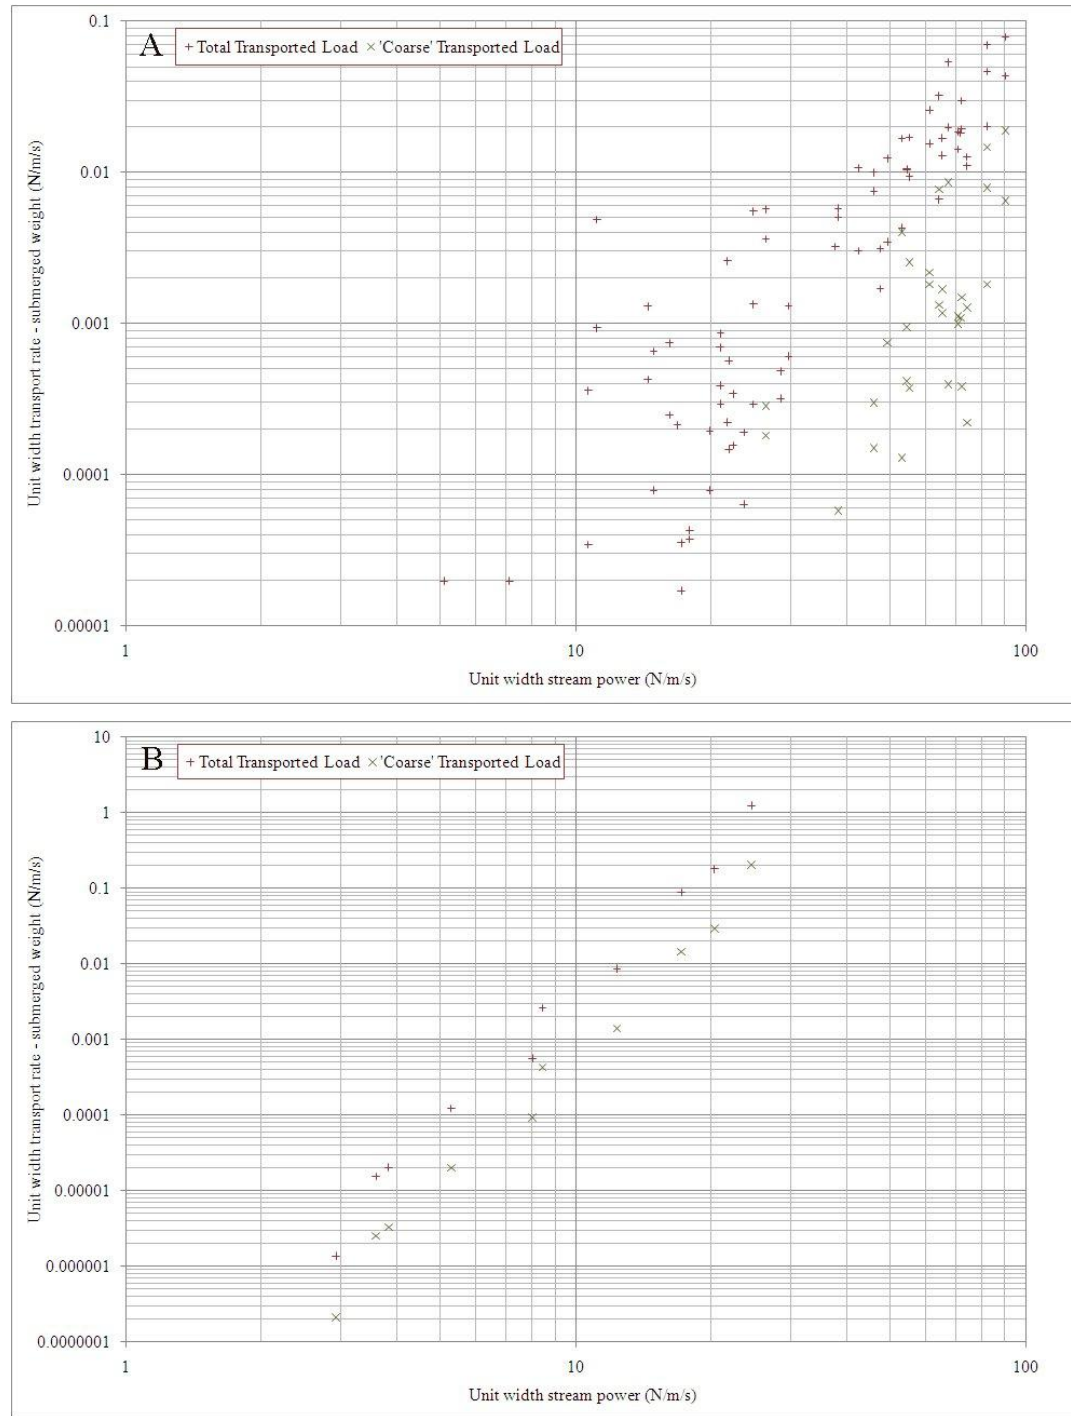 A
Total Transported Load 'Coarse' Transported Load
Unit width transport rate - submerged weight (N/m/s)
0.1
0.01
0.001
0.0001
0.00001
1 10 100
Unit width stream power (N/m/s)
B
Total Transported Load 'Coarse' Transported Load
Unit width transport rate - submerged weight (N/m/s)
10
1
0.1
0.01
0.001
0.0001
0.00001
0.000001
0.0000001
1 10 100
Unit width stream power (N/m/s)